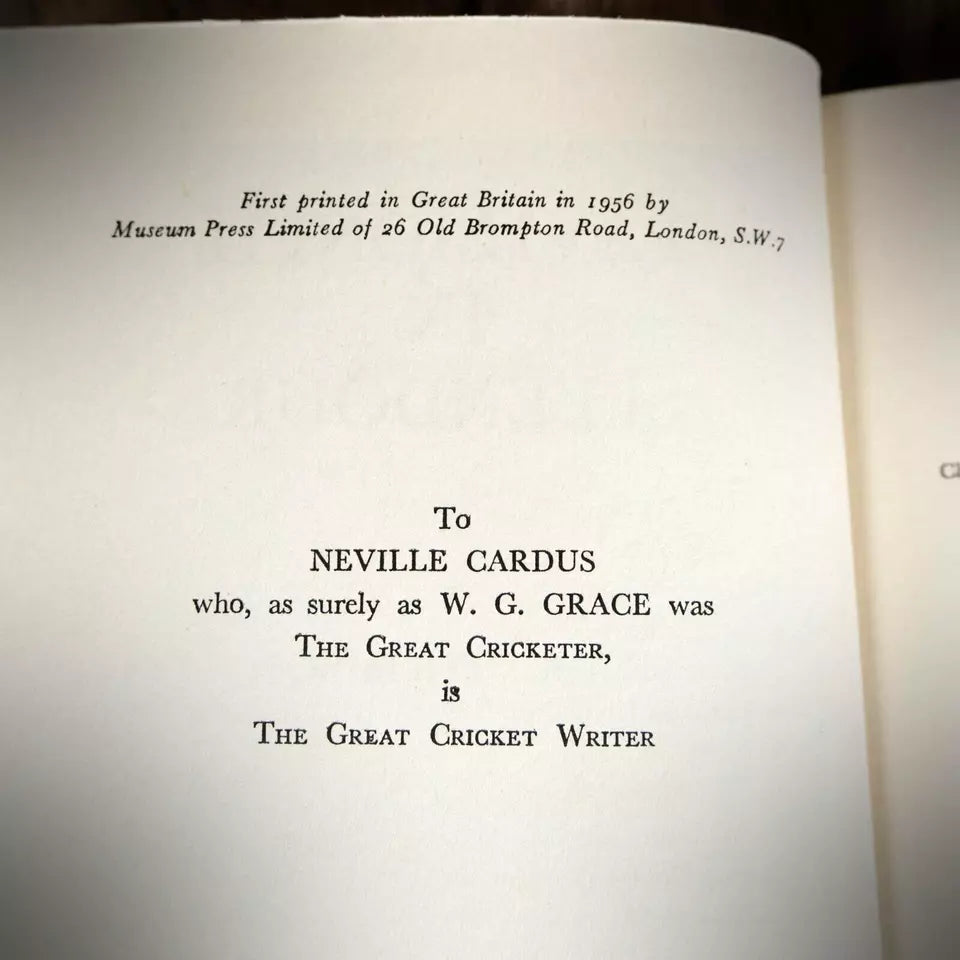 First printed in Great Britain in 1956 by
Museum Press Limited of 26 Old Brompton Road, London, S.W.7
To
NEVILLE CARDUS
who, as surely as W. G. GRACE was
THE GREAT CRICKETER,
is
THE GREAT CRICKET WRITER